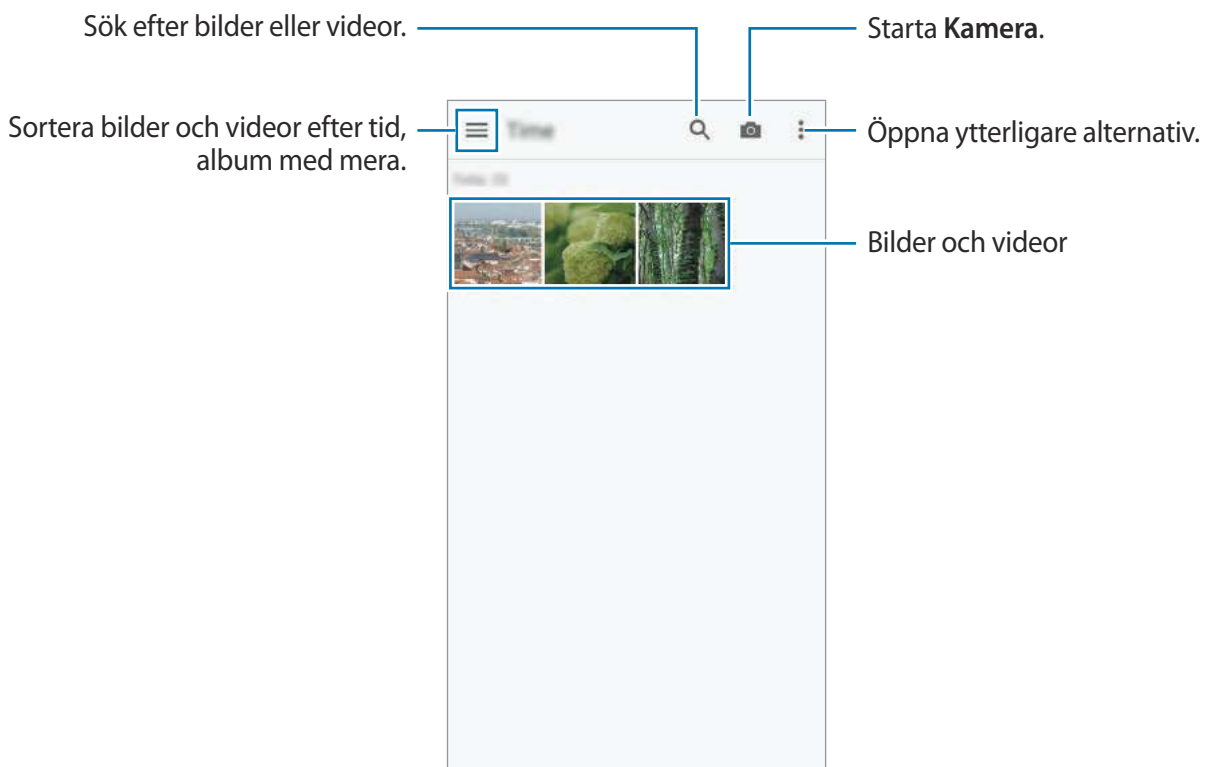 Sök efter bilder eller videor.
Starta Kamera.
Sortera bilder och videor efter tid,
album med mera.
Time
Öppna ytterligare alternativ.
Bilder och videor